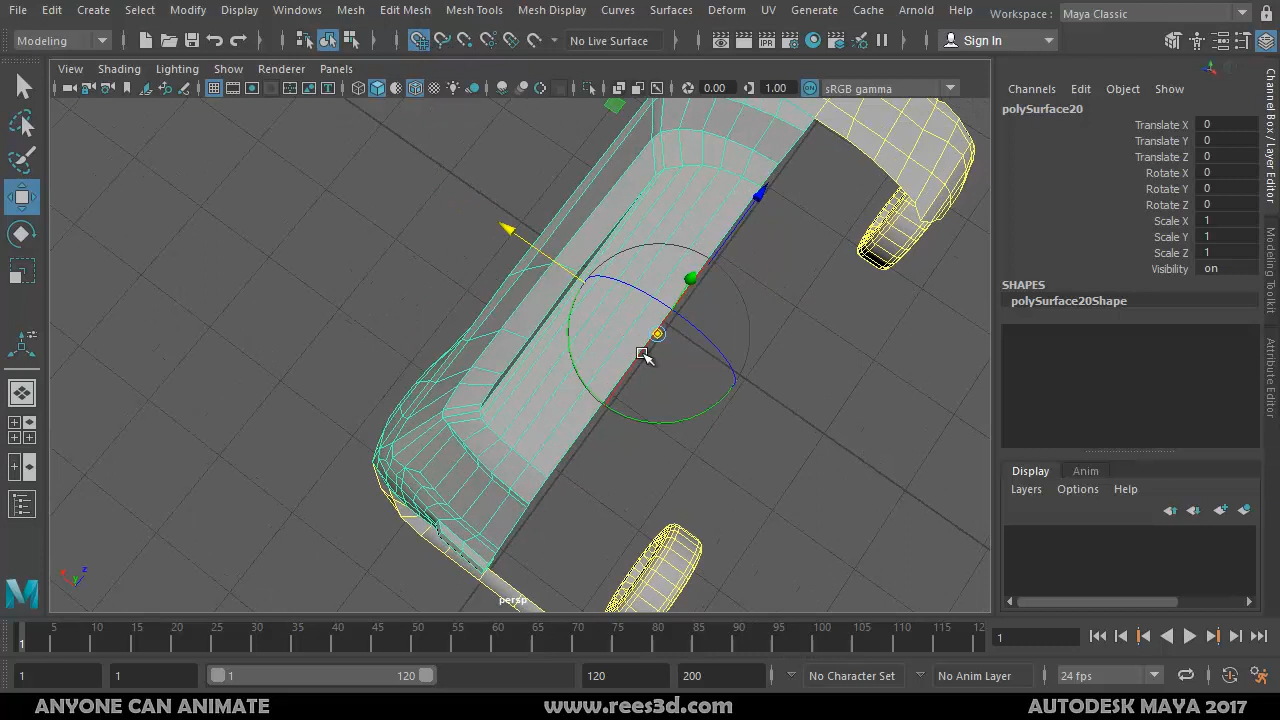 File Edit Create Select Modify Display Windows Mesh Edit Mesh Mesh Tools Mesh Display Curves Surfaces Deform UV Generate Cache Arnold Help Workspace: Maya Classic
Modeling No Live Surface Sign In
View Shading Lighting Show Renderer Panels
0.00 1.00 sRGB gamma
Channels Edit Object Show
polySurface20
Translate X 0
Translate Y 0
Translate Z 0
Rotate X 0
Rotate Y 0
Rotate Z 0
Scale X 1
Scale Y 1
Scale Z 1
Visibility on
SHAPES
polySurface20Shape
Channel Box / Layer Editor
Modeling Toolkit
Attribute Editor
Display Anim
Layers Options Help
persp
x y z
1 5 10 15 20 25 30 35 40 45 50 55 60 65 70 75 80 85 90 95 100 105 110 115 12
1
1 1 1 120 120 200 No Character Set No Anim Layer 24 fps
ANYONE CAN ANIMATE www.rees3d.com AUTODESK MAYA 2017